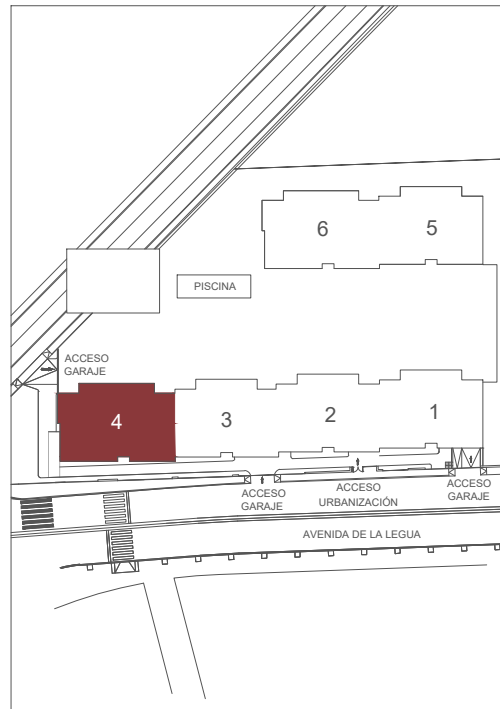 6
5
PISCINA
ACCESO
GARAJE
4
3
2
1
ACCESO
GARAJE
ACCESO
URBANIZACIÓN
ACCESO
GARAJE
AVENIDA DE LA LEGUA